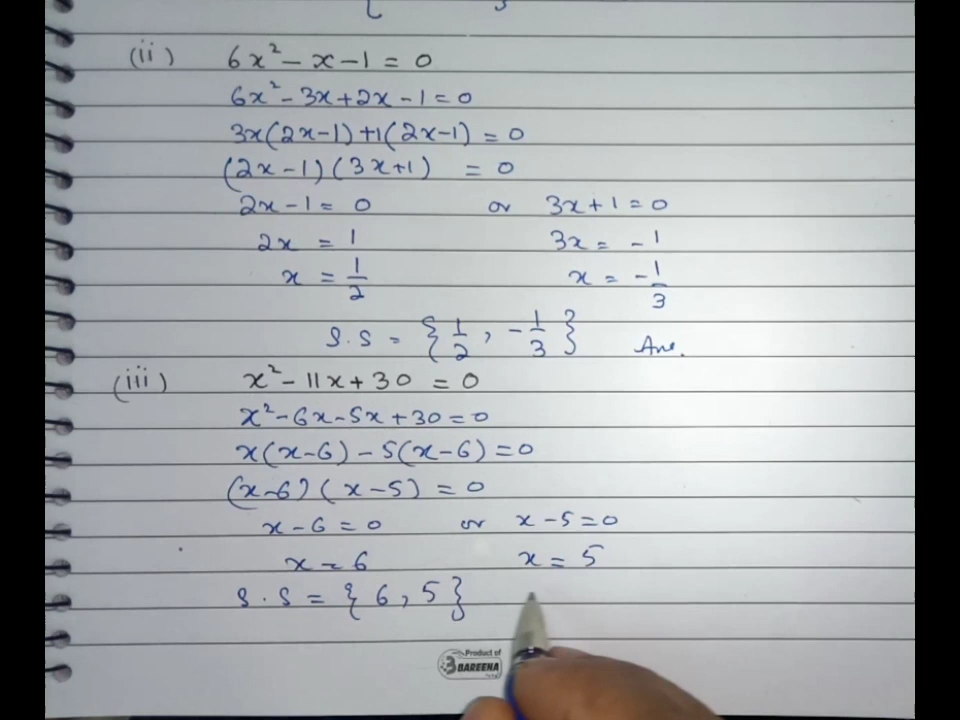 (ii) 6x² - x - 1 = 0
6x² - 3x + 2x - 1 = 0
3x(2x-1) + 1(2x-1) = 0
(2x-1)(3x+1) = 0
2x - 1 = 0 or 3x + 1 = 0
2x = 1 3x = -1
x = 1/2 x = -1/3
S.S = {1/2, -1/3} Ans.
(iii) x² - 11x + 30 = 0
x² - 6x - 5x + 30 = 0
x(x-6) - 5(x-6) = 0
(x-6)(x-5) = 0
x - 6 = 0 or x - 5 = 0
x = 6 x = 5
S.S = {6, 5}
Product of
BAREENA